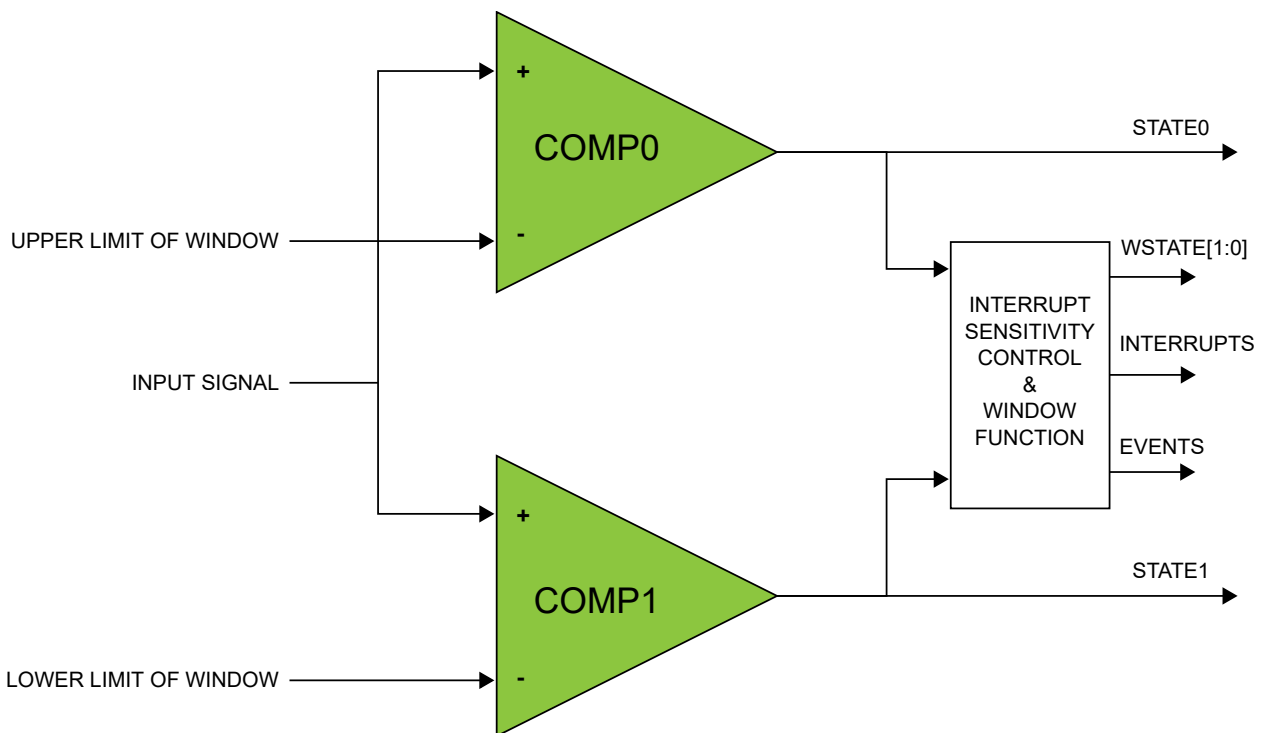 +
COMP0
-
STATE0
UPPER LIMIT OF WINDOW
WSTATE[1:0]
INTERRUPT
SENSITIVITY
CONTROL
&
WINDOW
FUNCTION
INTERRUPTS
EVENTS
INPUT SIGNAL
+
COMP1
-
STATE1
LOWER LIMIT OF WINDOW